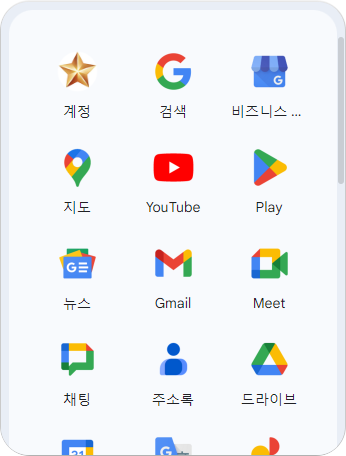 계정 검색 비즈니스 ...
G
지도 YouTube Play
G
뉴스 Gmail Meet
채팅 주소록 드라이브
31 G